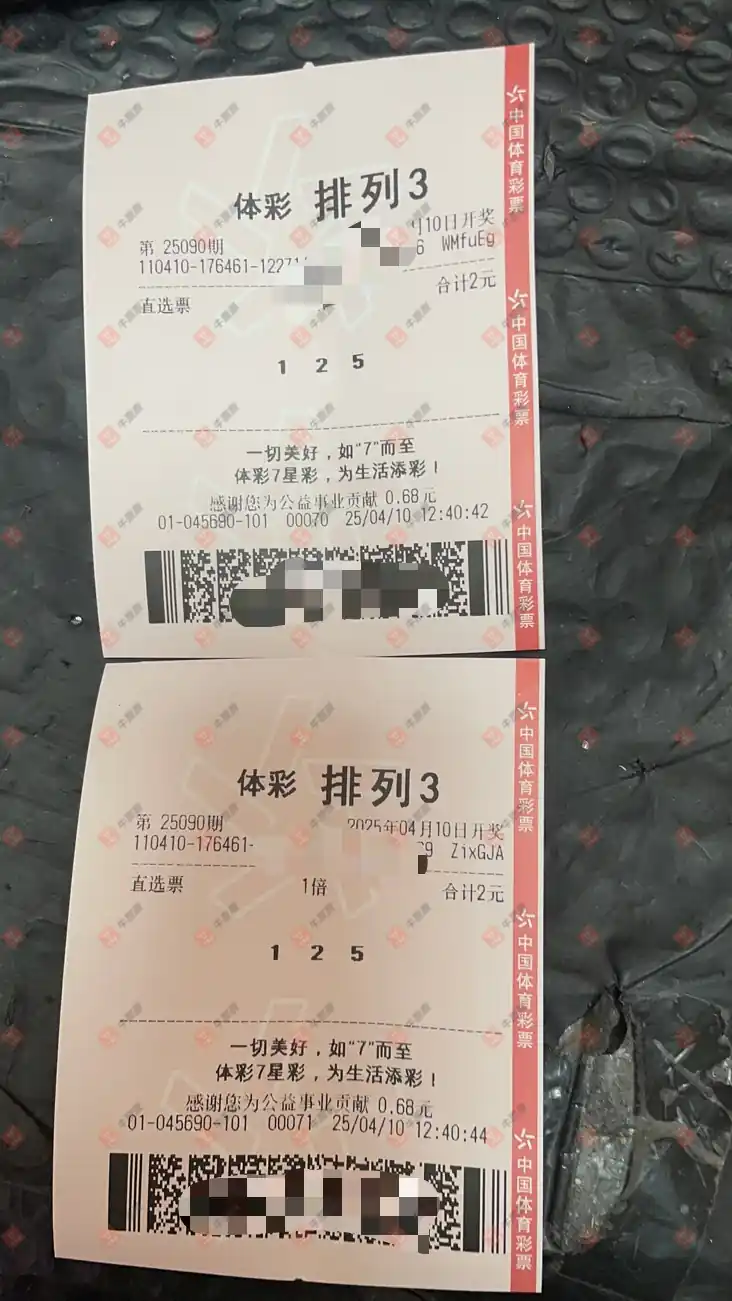 体彩 排列3
第 25090期
月10日开奖
110410-176461-12271
6 WMfuEg
直选票
合计2元
1 2 5
一切美好，如“7”而至
体彩7星彩，为生活添彩！
感谢您为公益事业贡献 0.68元
01-045690-101 00070 25/04/10 12:40:42
中国体育彩票
中国体育彩票
中国体育彩票
体彩 排列3
第 25090期
2025年04月10日开奖
110410-176461-
C9 ZixGJA
直选票
1倍
合计2元
1 2 5
一切美好，如“7”而至
体彩7星彩，为生活添彩！
感谢您为公益事业贡献 0.68元
01-045690-101 00071 25/04/10 12:40:44
中国体育彩票
中国体育彩票
中国体育彩票